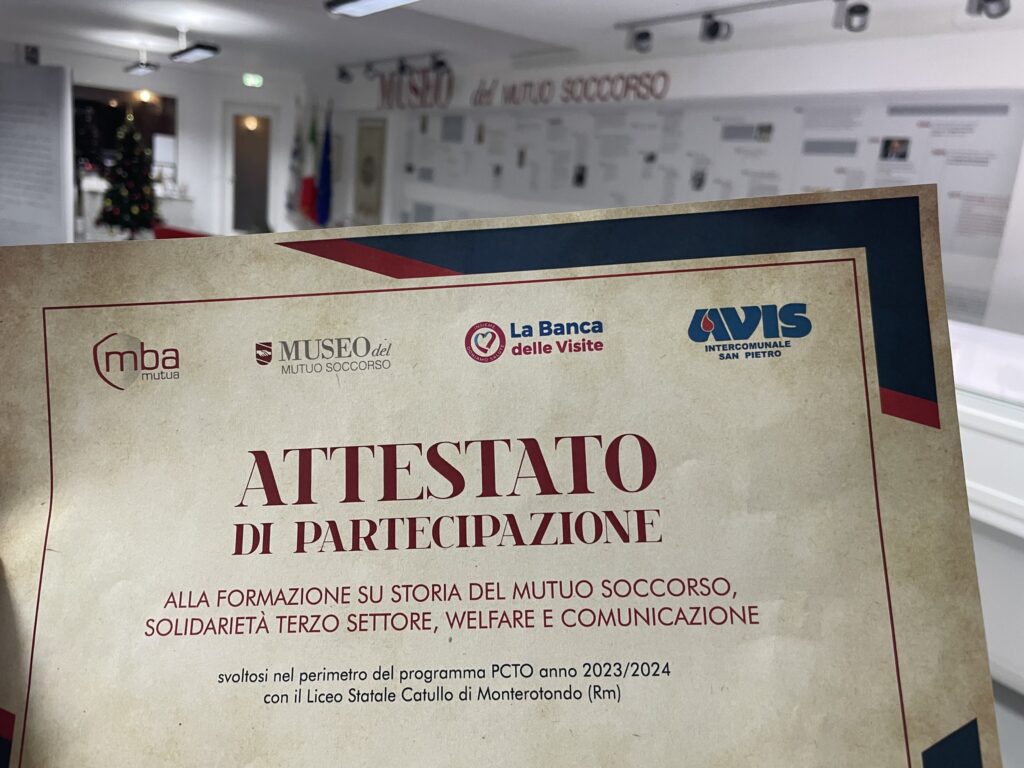 MUSEO del MUTUO SOCCORSO
mba
mutua
MUSEO del
MUTUO SOCCORSO
La Banca
delle Visite
AVIS
INTERCOMUNALE
SAN PIETRO
ATTESTATO
DI PARTECIPAZIONE
ALLA FORMAZIONE SU STORIA DEL MUTUO SOCCORSO,
SOLIDARIETÀ TERZO SETTORE, WELFARE E COMUNICAZIONE
svoltosi nel perimetro del programma PCTO anno 2023/2024
con il Liceo Statale Catullo di Monterotondo (Rm)